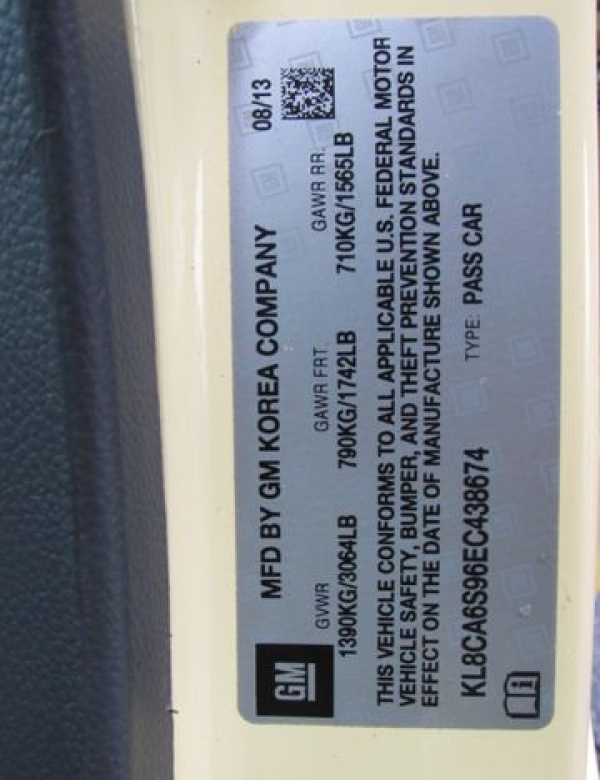 GM
MFD BY GM KOREA COMPANY 08/13
GVWR GAWR FRT. GAWR RR.
1390KG/3064LB 790KG/1742LB 710KG/1565LB
THIS VEHICLE CONFORMS TO ALL APPLICABLE U.S. FEDERAL MOTOR
VEHICLE SAFETY, BUMPER, AND THEFT PREVENTION STANDARDS IN
EFFECT ON THE DATE OF MANUFACTURE SHOWN ABOVE.
KL8CA6S96EC438674 TYPE: PASS CAR